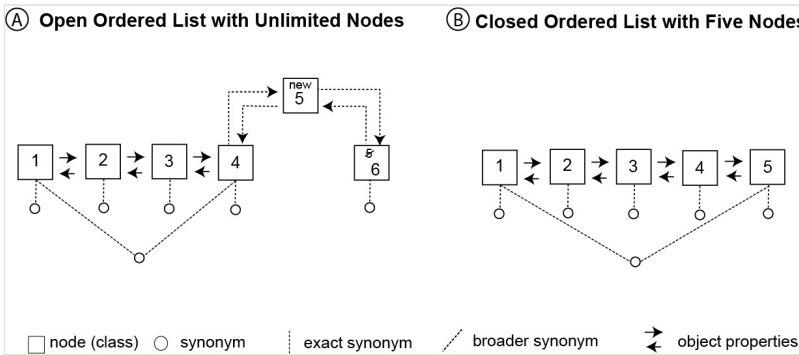 A Open Ordered List with Unlimited Nodes
B Closed Ordered List with Five Nodes
new
5
1 2 3 4 5 6
1 2 3 4 5
node (class) synonym exact synonym broader synonym object properties